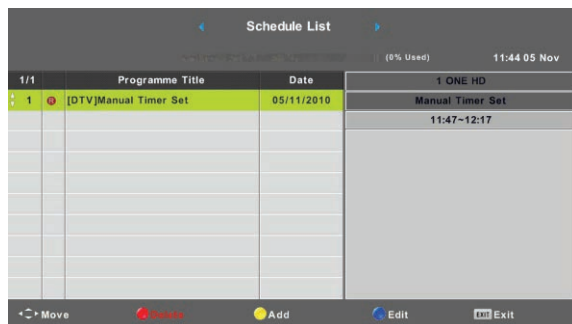 Schedule List
(0% Used) 11:44 05 Nov
1/1 Programme Title Date 1 ONE HD
1 [DTV]Manual Timer Set 05/11/2010 Manual Timer Set
11:47~12:17
Move Delete Add Edit EXIT Exit